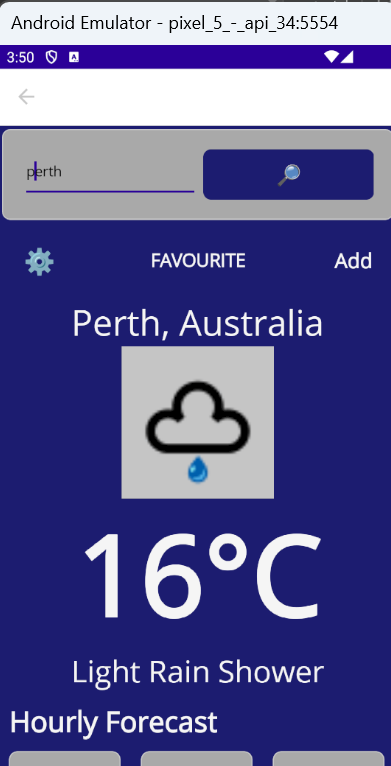 Android Emulator - pixel_5_-_api_34:5554
3:50
perth
FAVOURITE Add
Perth, Australia
16°C
Light Rain Shower
Hourly Forecast